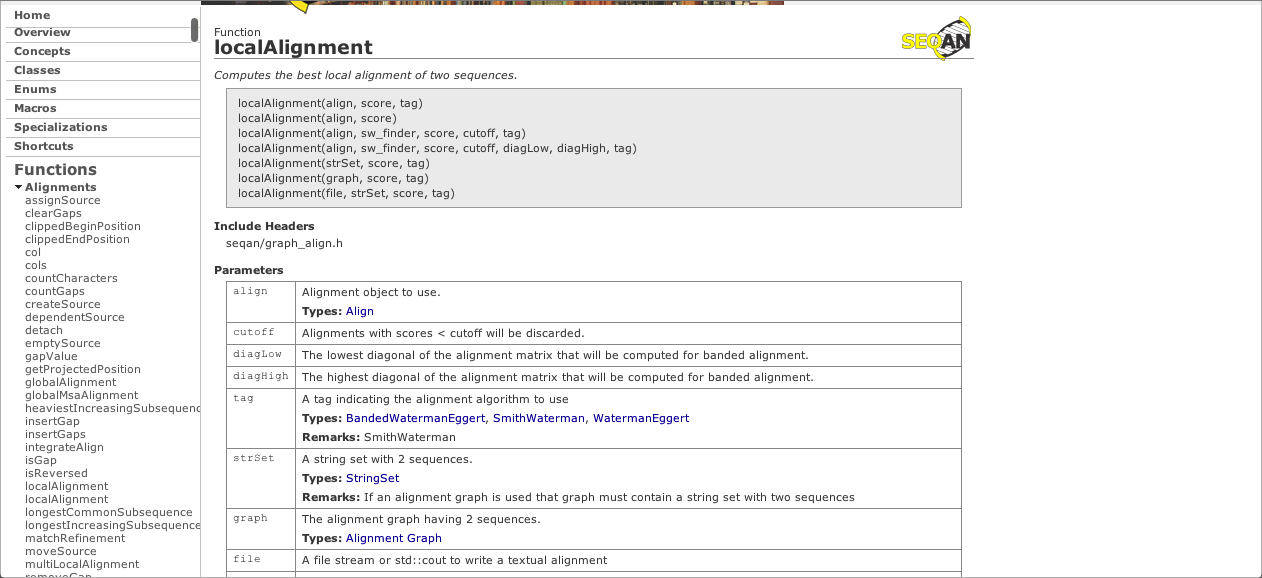 Home
Overview
Concepts
Classes
Enums
Macros
Specializations
Shortcuts
Functions
Alignments
assignSource
clearGaps
clippedBeginPosition
clippedEndPosition
col
cols
countCharacters
countGaps
createSource
dependentSource
detach
emptySource
gapValue
getProjectedPosition
globalAlignment
globalMsaAlignment
heaviestIncreasingSubsequenc
insertGap
insertGaps
integrateAlign
isGap
isReversed
localAlignment
localAlignment
longestCommonSubsequence
longestIncreasingSubsequence
matchRefinement
moveSource
multiLocalAlignment
removeGap
Function
localAlignment
SEQAN
Computes the best local alignment of two sequences.
localAlignment(align, score, tag)
localAlignment(align, score)
localAlignment(align, sw_finder, score, cutoff, tag)
localAlignment(align, sw_finder, score, cutoff, diagLow, diagHigh, tag)
localAlignment(strSet, score, tag)
localAlignment(graph, score, tag)
localAlignment(file, strSet, score, tag)
Include Headers
seqan/graph_align.h
Parameters
align Alignment object to use.
Types: Align
cutoff Alignments with scores < cutoff will be discarded.
diagLow The lowest diagonal of the alignment matrix that will be computed for banded alignment.
diagHigh The highest diagonal of the alignment matrix that will be computed for banded alignment.
tag A tag indicating the alignment algorithm to use
Types: BandedWatermanEggert, SmithWaterman, WatermanEggert
Remarks: SmithWaterman
strSet A string set with 2 sequences.
Types: StringSet
Remarks: If an alignment graph is used that graph must contain a string set with two sequences
graph The alignment graph having 2 sequences.
Types: Alignment Graph
file A file stream or std::cout to write a textual alignment